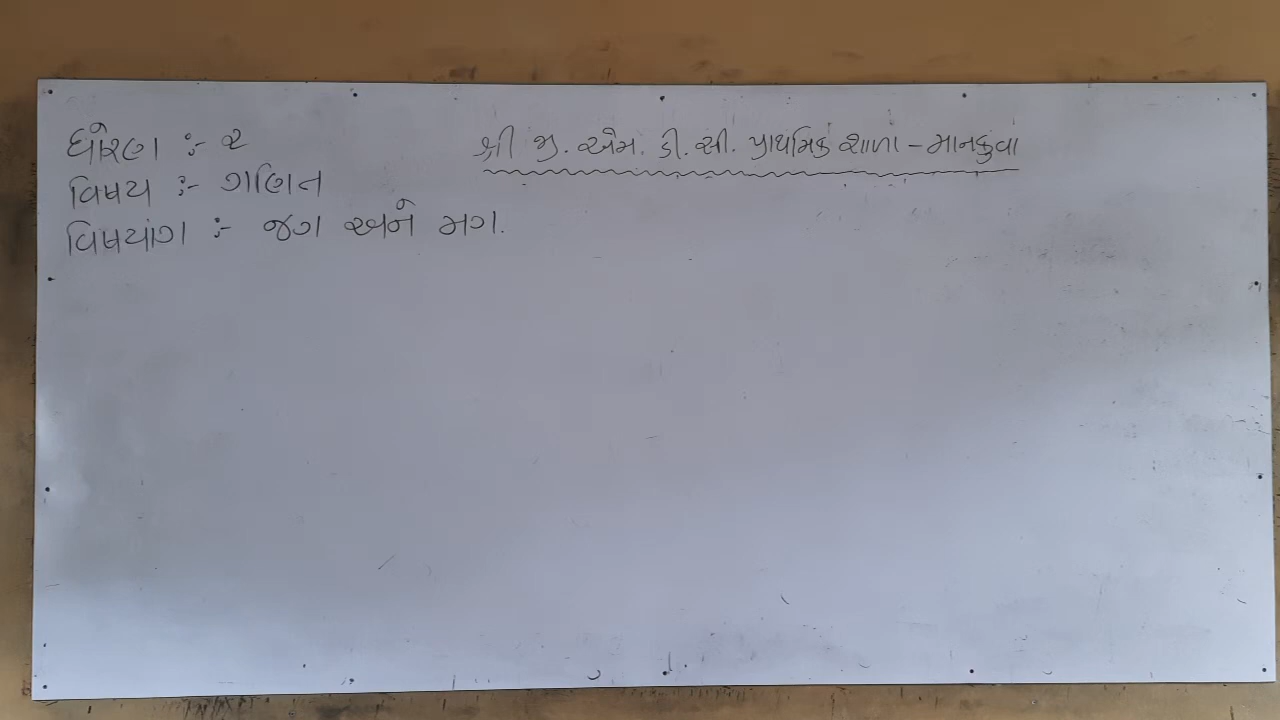 શ્રી જી. એમ. ડી. સી. પ્રાથમિક શાળા - માનકુવા
ધોરણ :- ૨
વિષય :- ગણિત
વિષયાંગ :- જગ અને મગ.